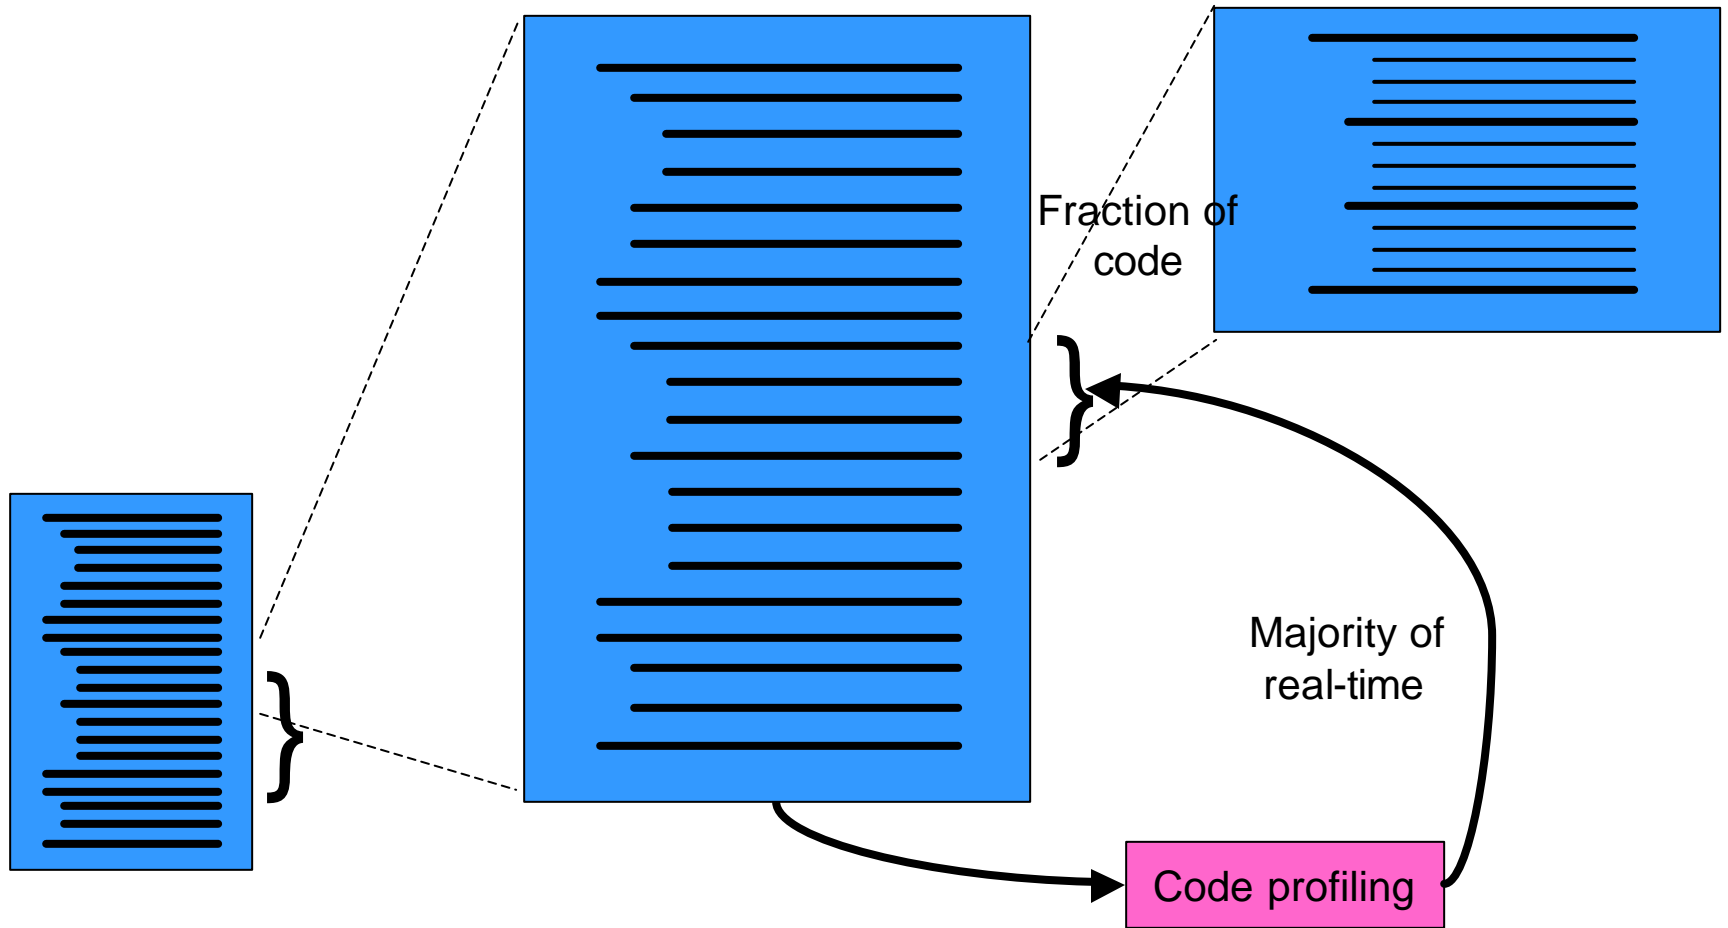 Fraction of
code
Majority of
real-time
Code profiling